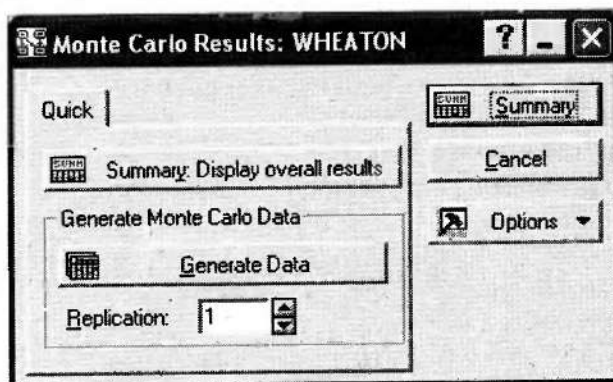 Monte Carlo Results: WHEATON
Quick
Summary
Summary: Display overall results
Cancel
Generate Monte Carlo Data
Options
Generate Data
Replication: 1